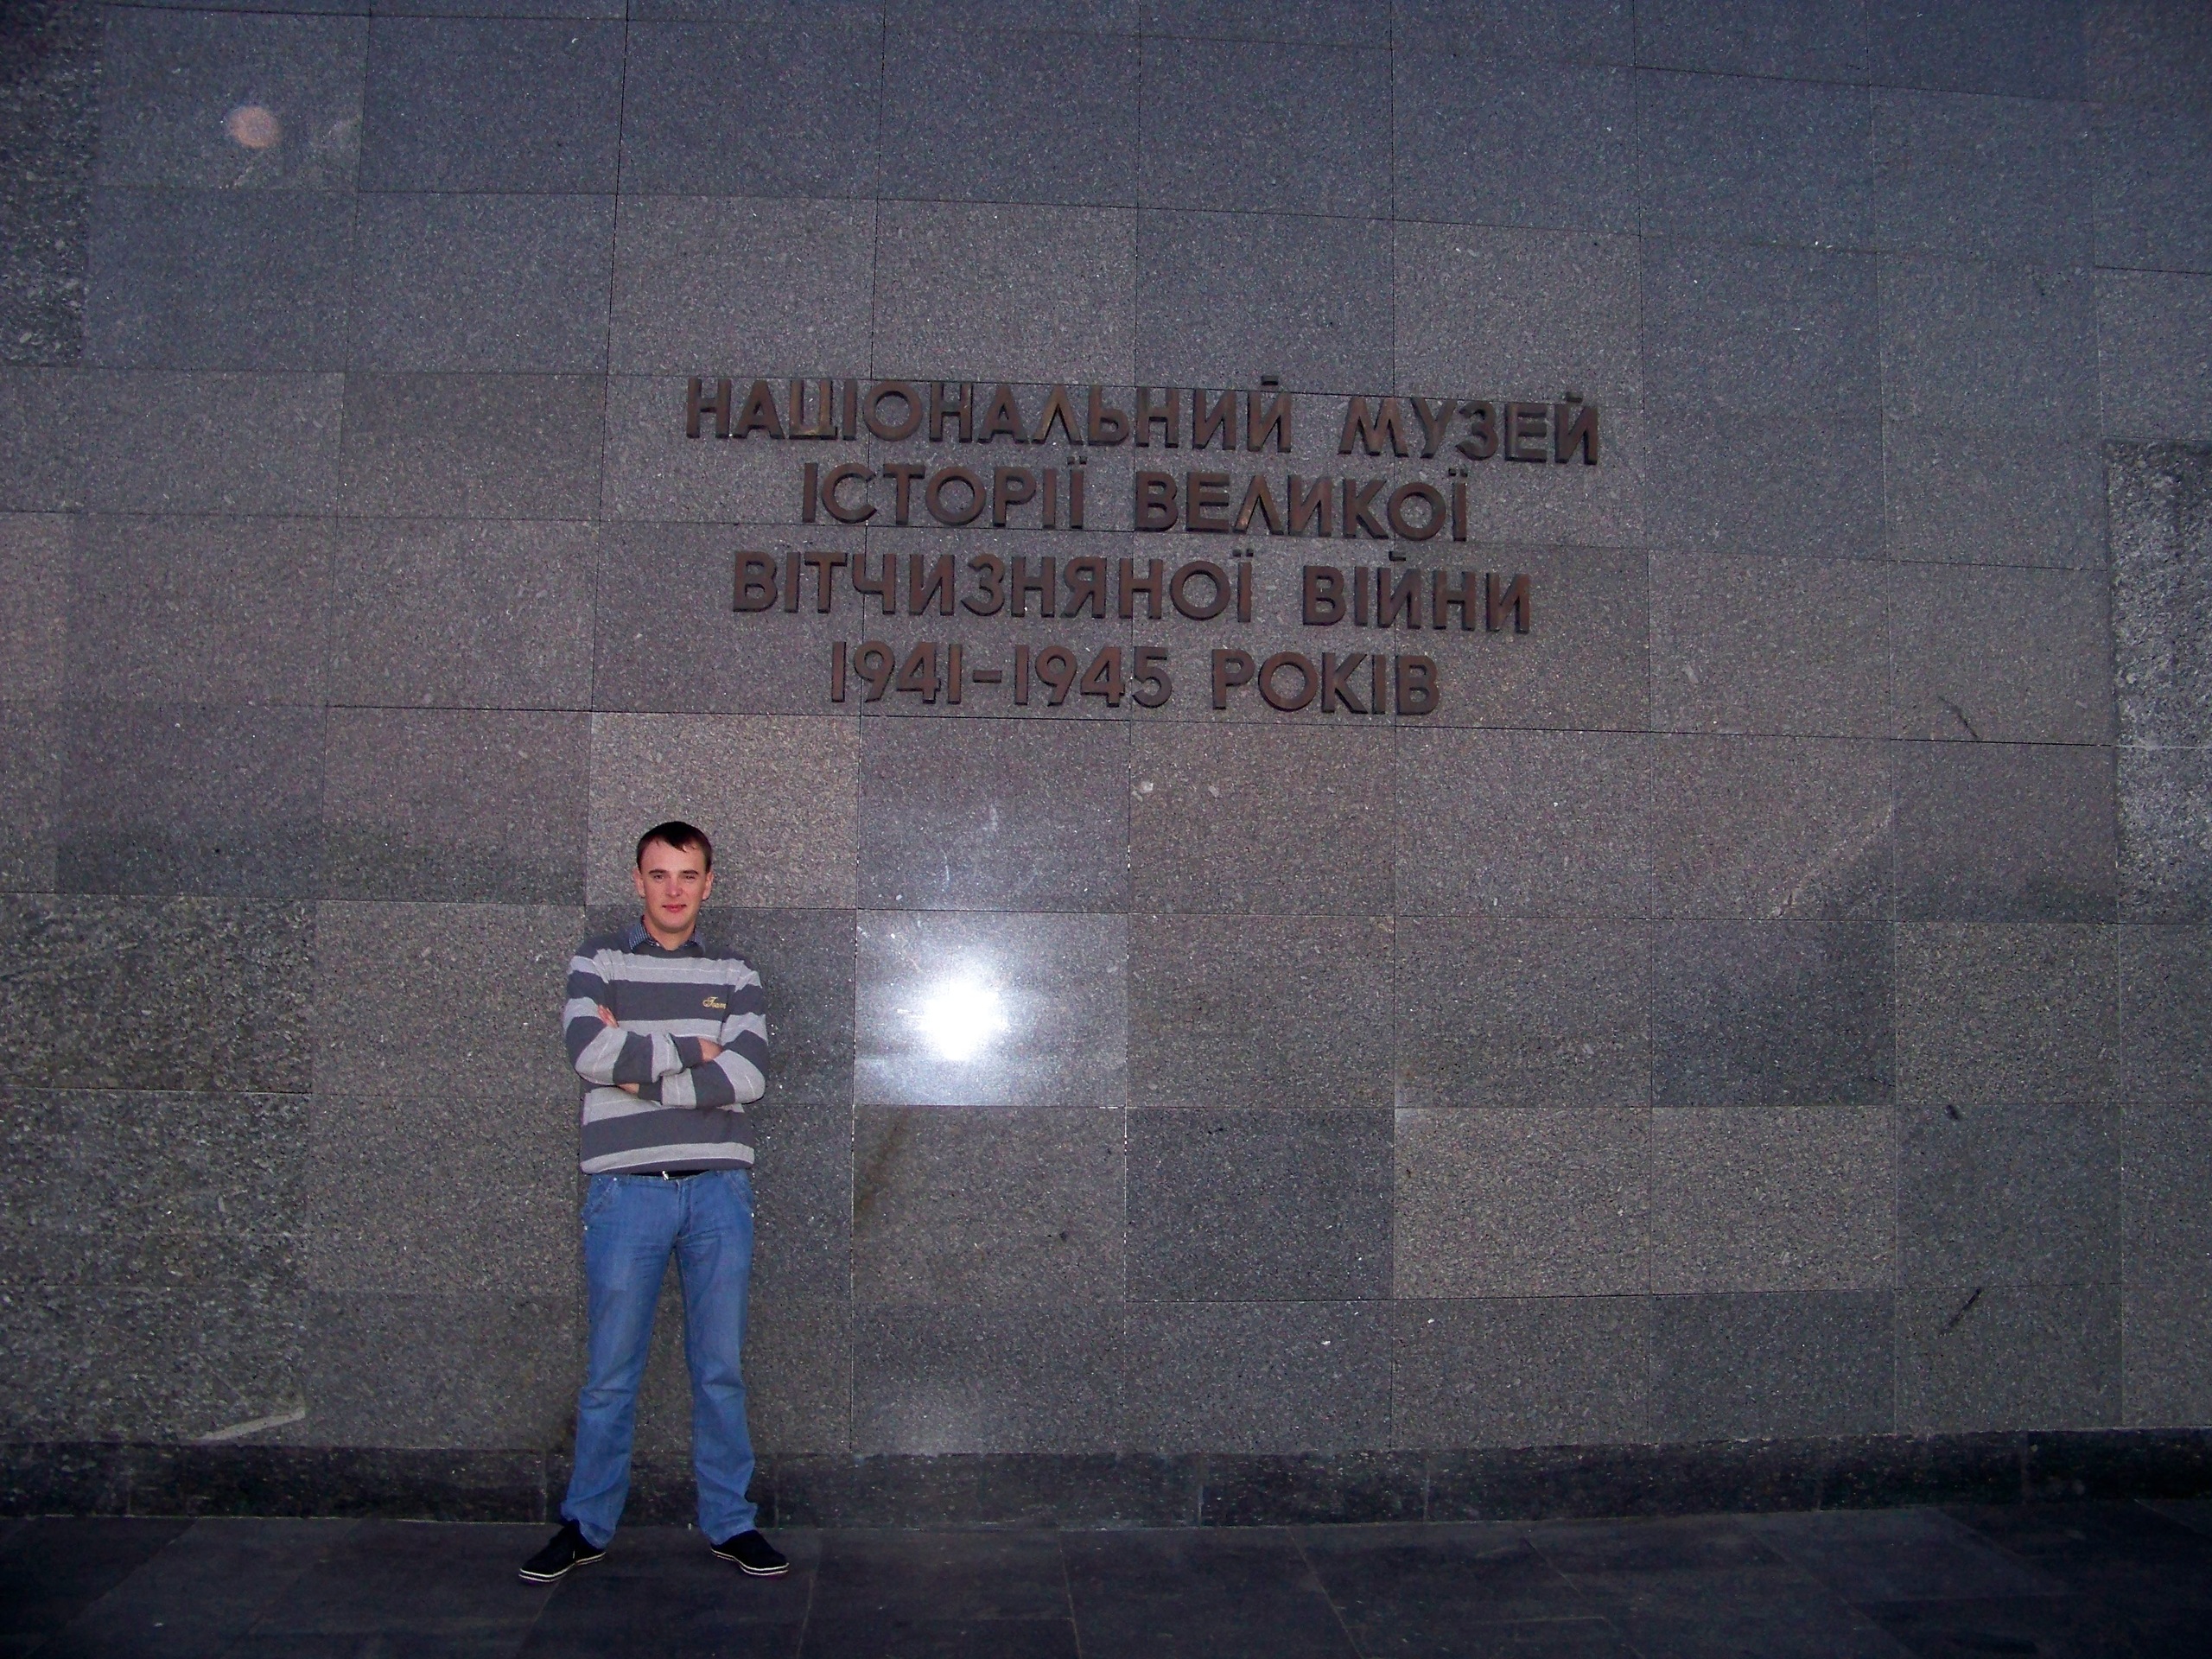 НАЦІОНАЛЬНИЙ МУЗЕЙ
ІСТОРІЇ ВЕЛИКОЇ
ВІТЧИЗНЯНОЇ ВІЙНИ
1941-1945 РОКІВ